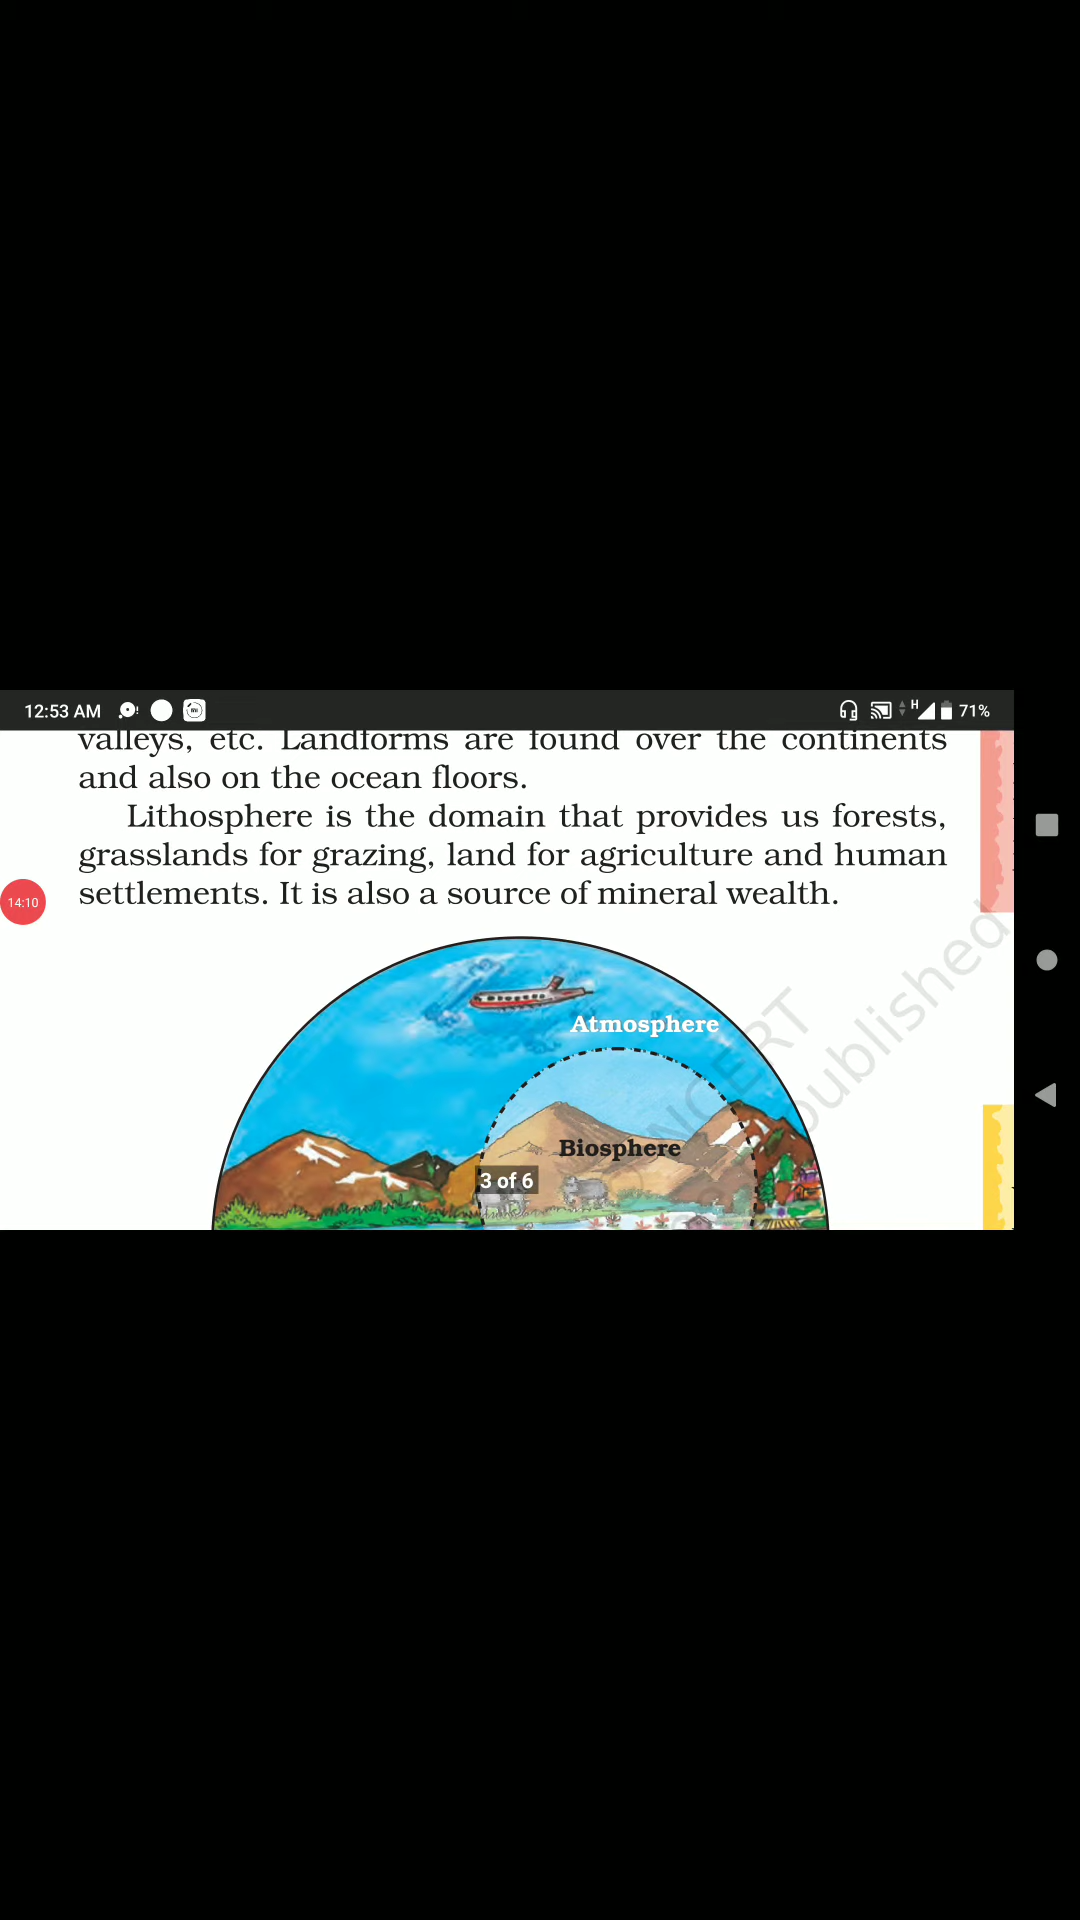 12:53 AM
H
71%
valleys, etc. Landforms are found over the continents
and also on the ocean floors.
Lithosphere is the domain that provides us forests,
grasslands for grazing, land for agriculture and human
settlements. It is also a source of mineral wealth.
14:10
Atmosphere
Biosphere
3 of 6
NCERT
published